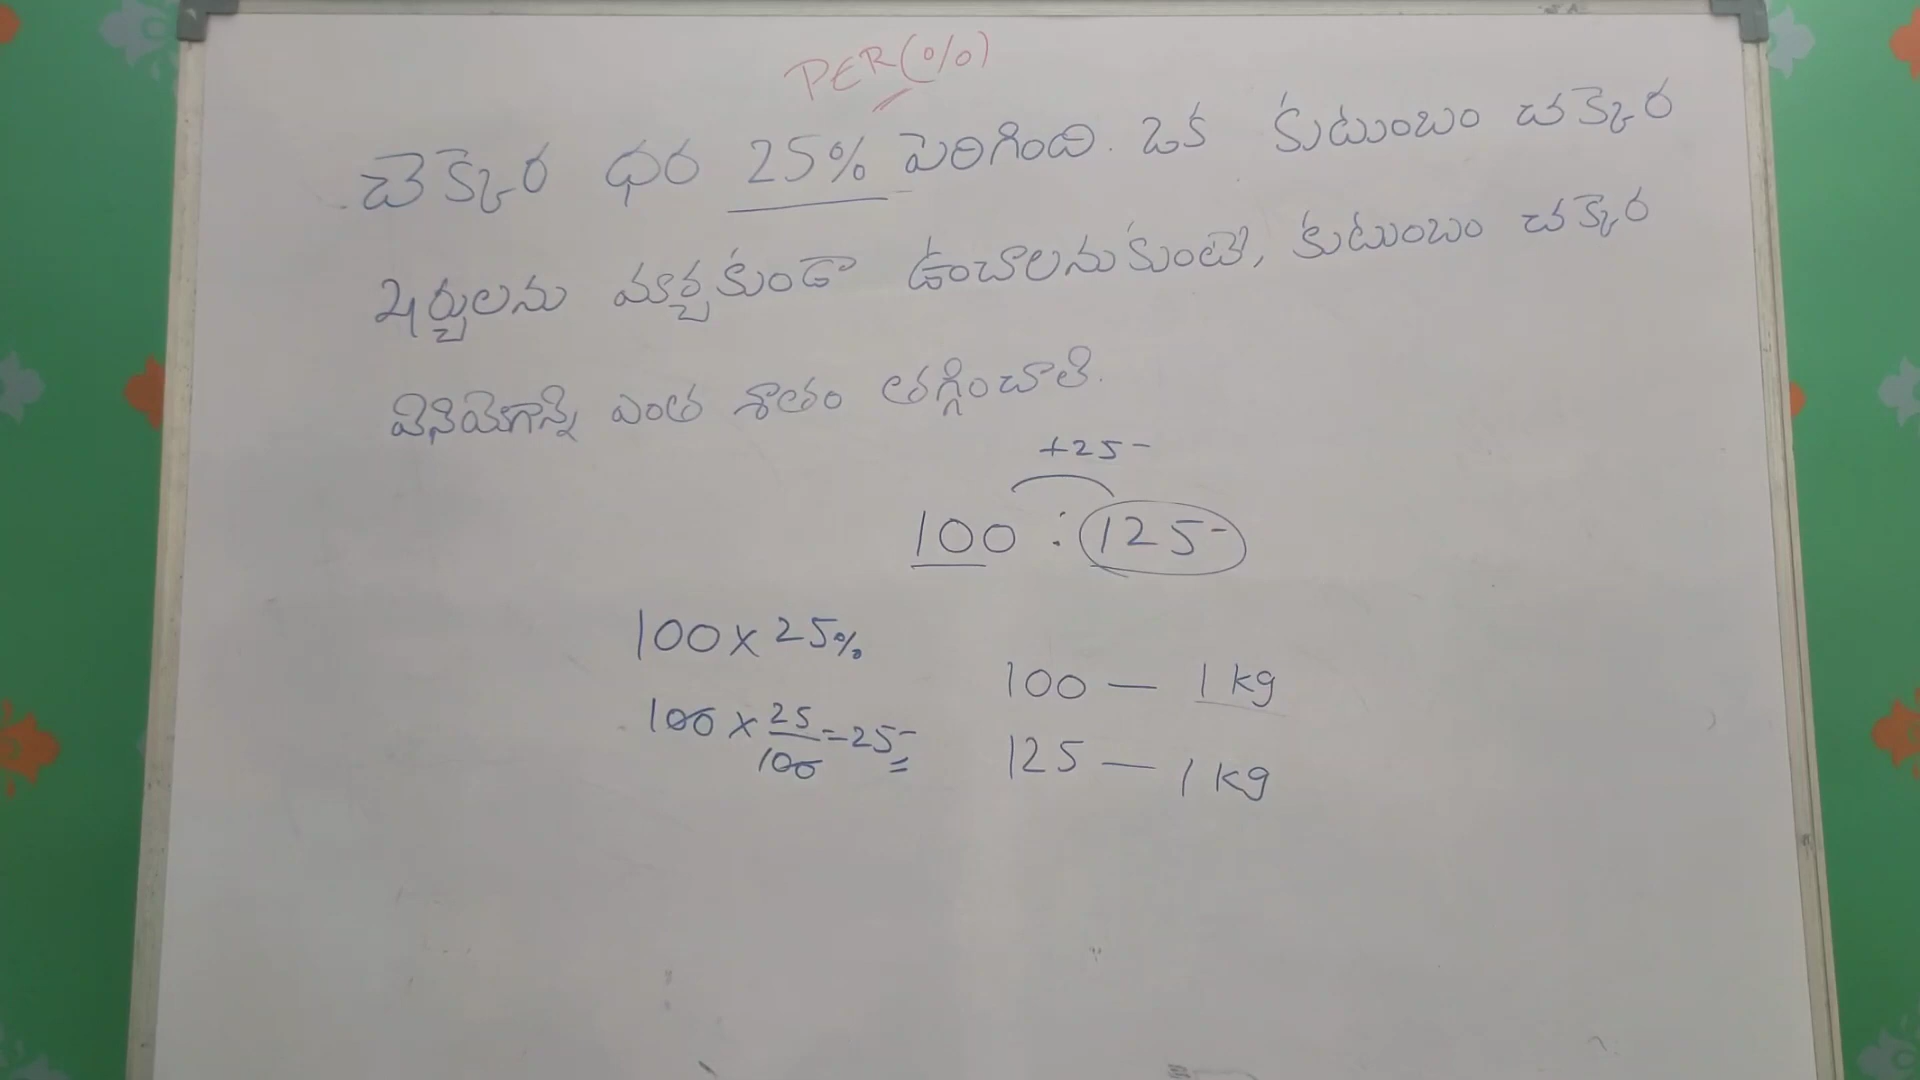 PER(%)
చెక్కెర ధర 25% పెరిగింది. ఒక కుటుంబం చక్కెర
ఖర్చులను మార్చకుండా ఉంచాలనుకుంటే, కుటుంబం చక్కెర
వినియోగాన్ని ఎంత శాతం తగ్గించాలి.
+25
100 : 125
100 x 25%
100 x 25/100 = 25
100 — 1 kg
125 — 1 kg